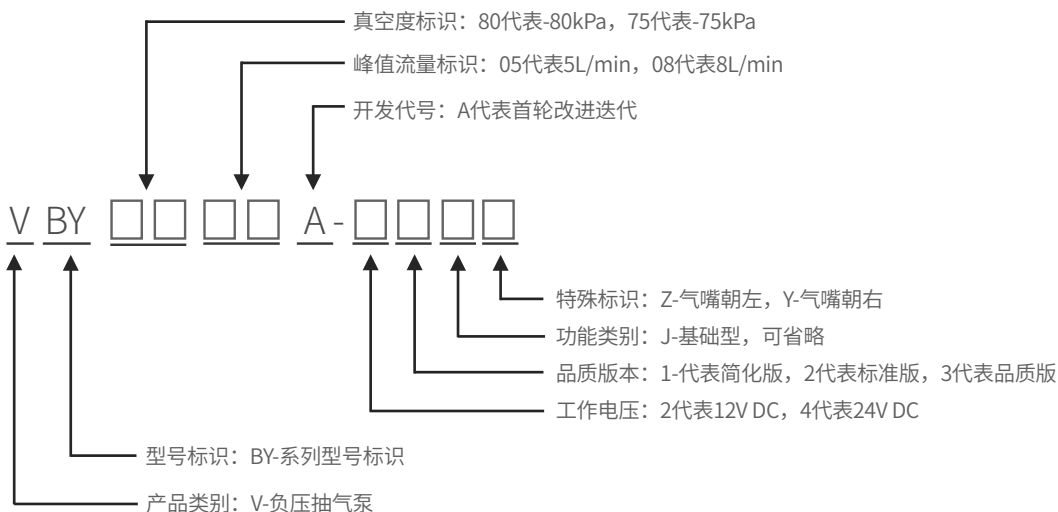 真空度标识：80代表-80kPa，75代表-75kPa
峰值流量标识：05代表5L/min，08代表8L/min
开发代号：A代表首轮改进迭代
V BY □□ □□ A-□□□□
特殊标识：Z-气嘴朝左，Y-气嘴朝右
功能类别：J-基础型，可省略
品质版本：1-代表简化版，2代表标准版，3代表品质版
工作电压：2代表12V DC，4代表24V DC
型号标识：BY-系列型号标识
产品类别：V-负压抽气泵